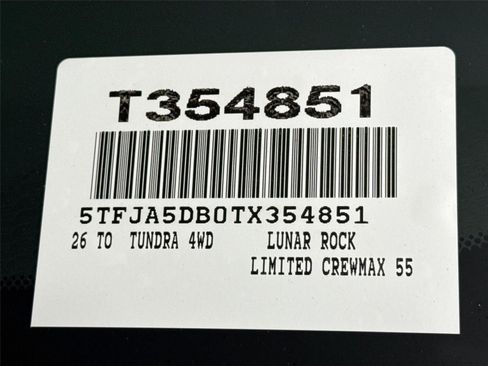 T354851
5TFJA5DB0TX354851
26 TO TUNDRA 4WD LUNAR ROCK
LIMITED CREWMAX 55